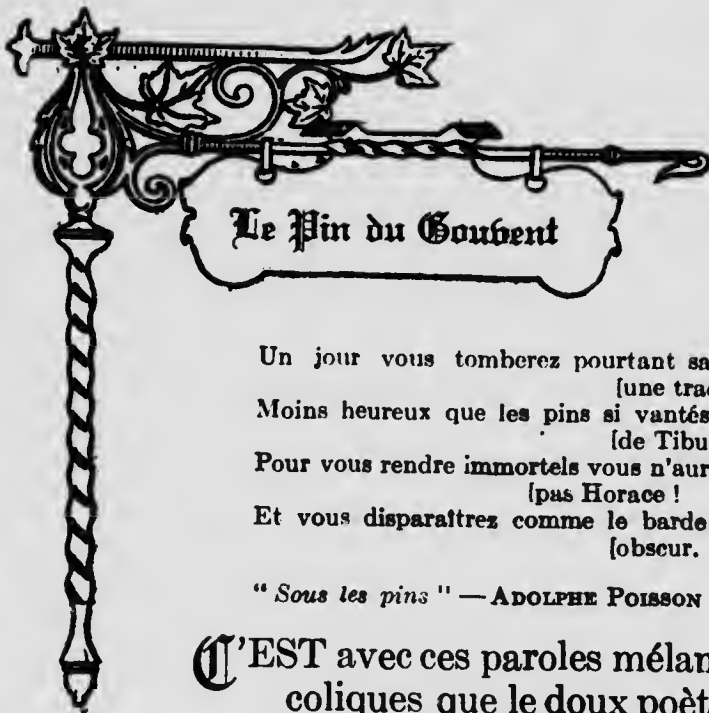 Le Pin du Couvent
Un jour vous tomberez pourtant sa
[une tra
Moins heureux que les pins si vantés
[de Tibu
Pour vous rendre immortels vous n'aur
[pas Horace !
Et vous disparaîtrez comme le barde
[obscur.
" Sous les pins " — ADOLPHE POISSON
C'EST avec ces paroles mélan
coliques que le doux poèt